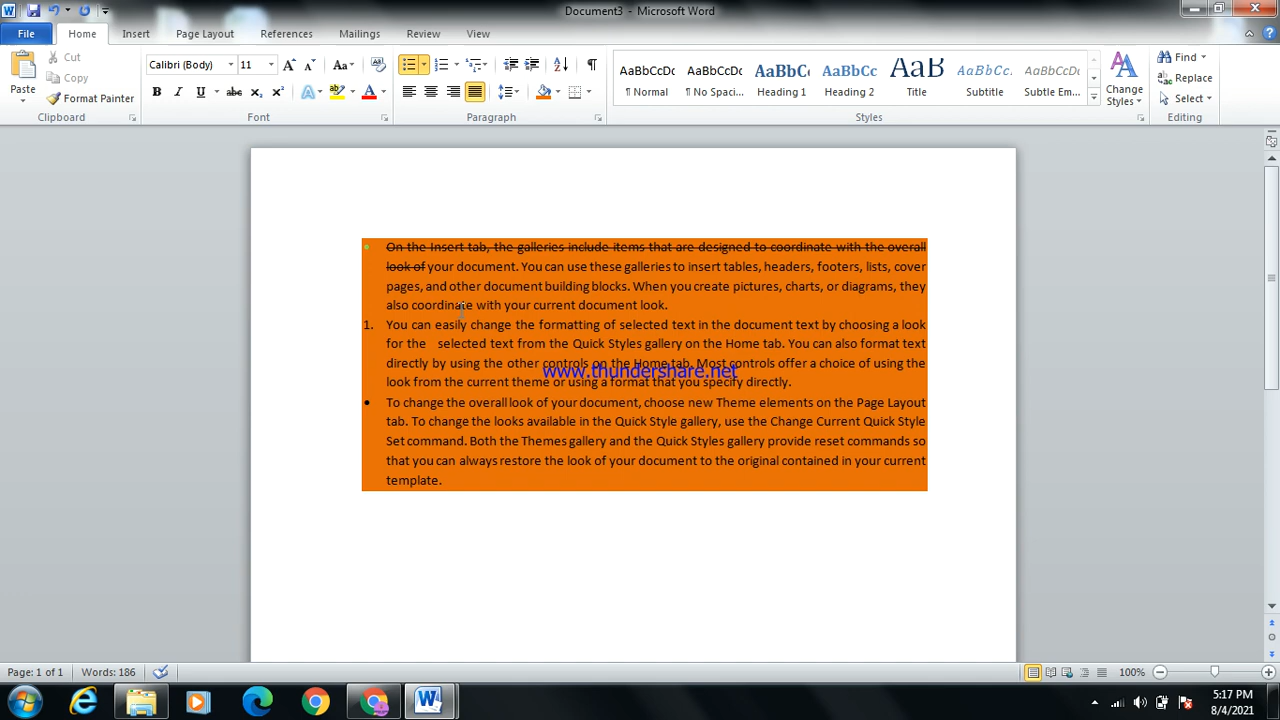 Document3 - Microsoft Word
File Home Insert Page Layout References Mailings Review View
Cut
Calibri (Body) 11 Aa
AaBbCcDc AaBbCcDc AaBbCc AaBbCc AaB AaBbCc. AaBbCcDc
Find
Copy
Replace
Paste
Format Painter
B I U abc x₂ x² A ab A
¶ Normal ¶ No Spaci... Heading 1 Heading 2 Title Subtitle Subtle Em...
Change Styles
Select
Clipboard Font Paragraph Styles Editing
• On the Insert tab, the galleries include items that are designed to coordinate with the overall
look of your document. You can use these galleries to insert tables, headers, footers, lists, cover
pages, and other document building blocks. When you create pictures, charts, or diagrams, they
also coordinate with your current document look.
1. You can easily change the formatting of selected text in the document text by choosing a look
for the selected text from the Quick Styles gallery on the Home tab. You can also format text
directly by using the other controls on the Home tab. Most controls offer a choice of using the
www.thundershare.net
look from the current theme or using a format that you specify directly.
• To change the overall look of your document, choose new Theme elements on the Page Layout
tab. To change the looks available in the Quick Style gallery, use the Change Current Quick Style
Set command. Both the Themes gallery and the Quick Styles gallery provide reset commands so
that you can always restore the look of your document to the original contained in your current
template.
Page: 1 of 1 Words: 186 100%
5:17 PM
8/4/2021